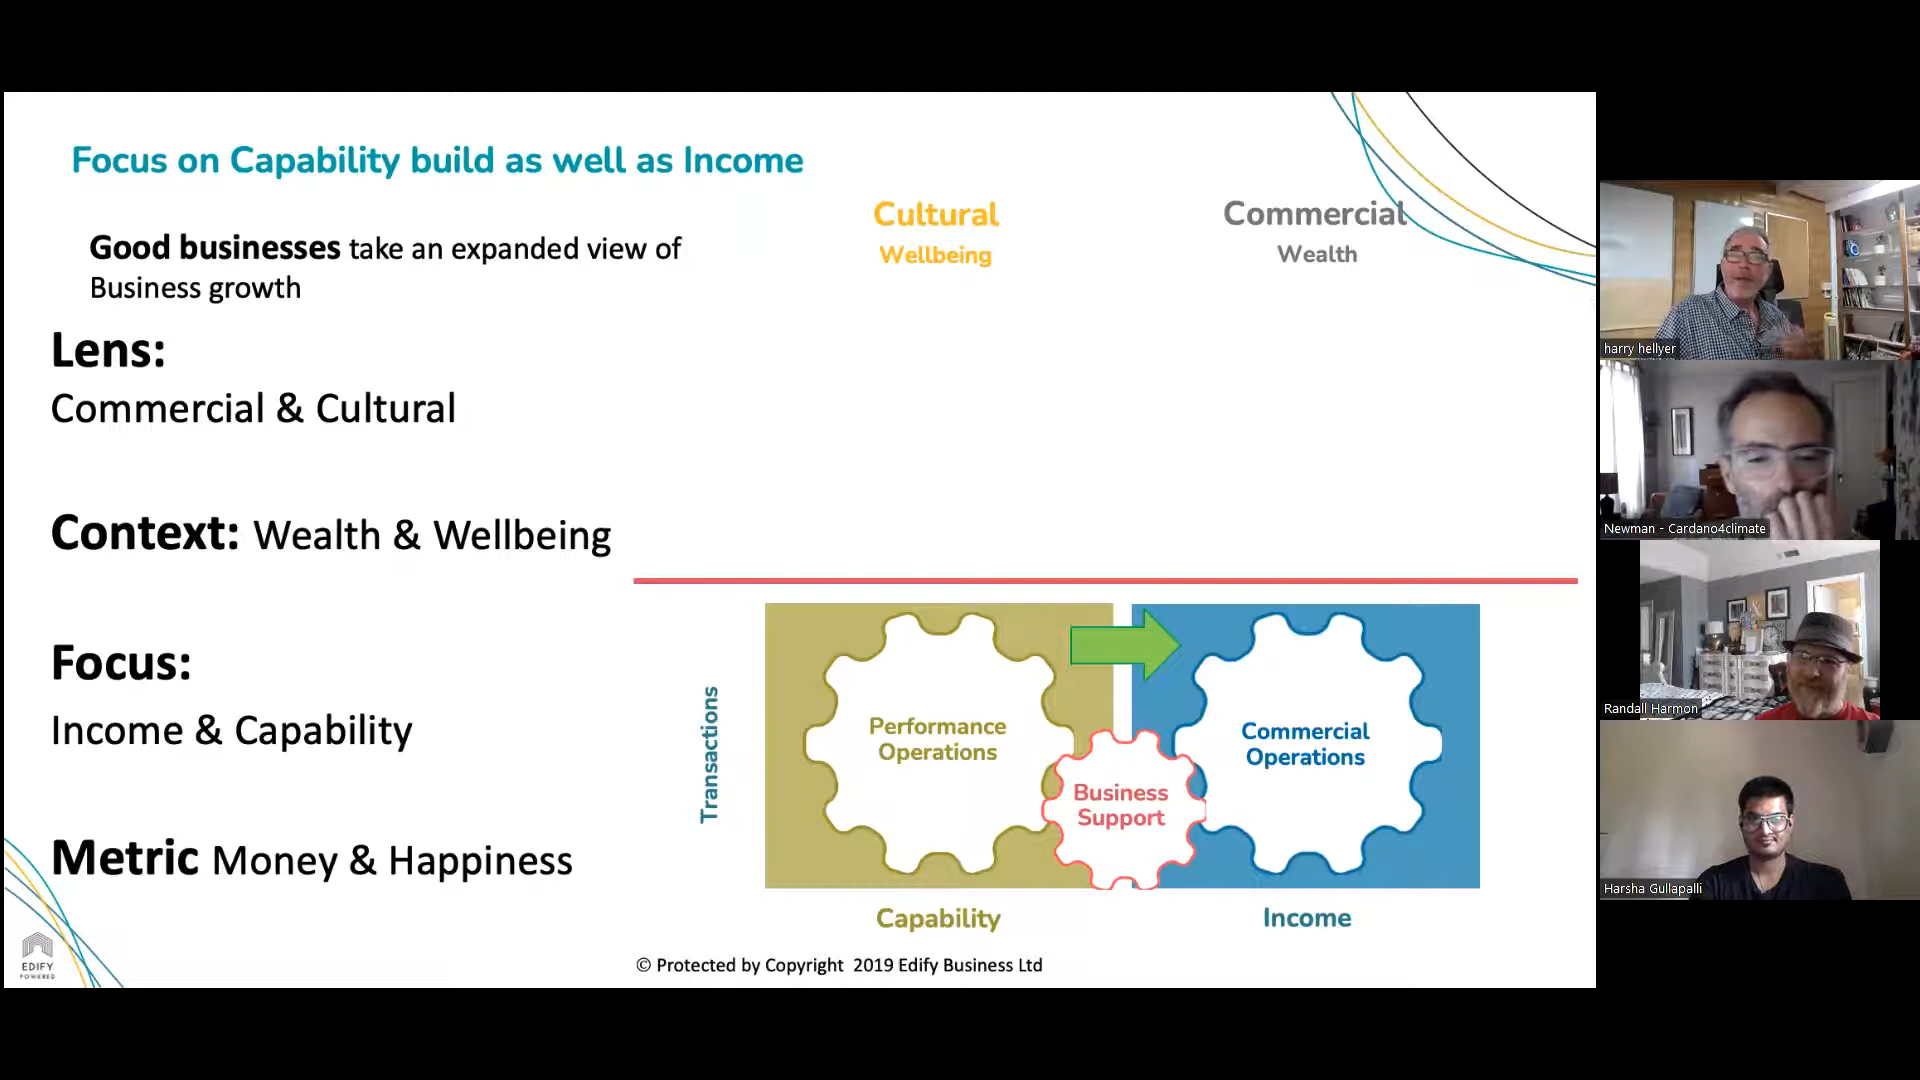 Focus on Capability build as well as Income
Cultural
Wellbeing
Commercial
Wealth
Good businesses take an expanded view of
Business growth
Lens:
Commercial & Cultural
Context: Wealth & Wellbeing
Focus:
Income & Capability
Metric Money & Happiness
Transactions
Performance
Operations
Business
Support
Commercial
Operations
Capability
Income
© Protected by Copyright 2019 Edify Business Ltd
EDIFY
POWERED
harry hellyer
Newman - Cardano4climate
Randall Harmon
Harsha Gullapalli